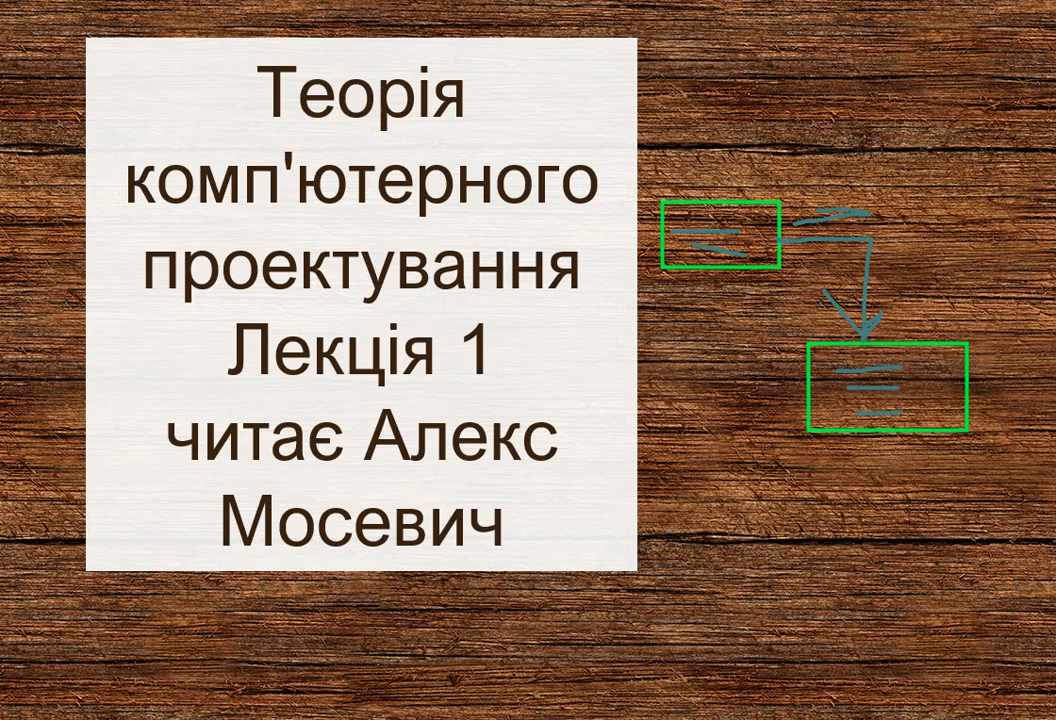 Теорія
комп'ютерного
проектування
Лекція 1
читає Алекс
Мосевич